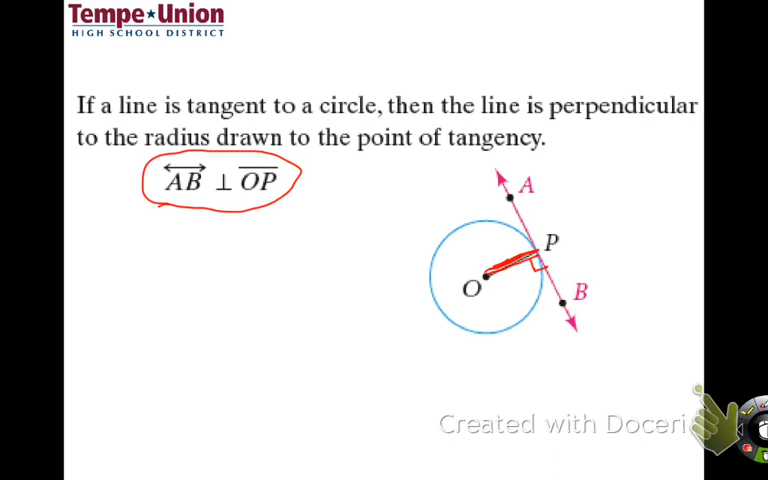 Tempe★Union
HIGH SCHOOL DISTRICT
If a line is tangent to a circle, then the line is perpendicular
to the radius drawn to the point of tangency.
AB ⊥ OP
A
P
O
B
Created with Doceri